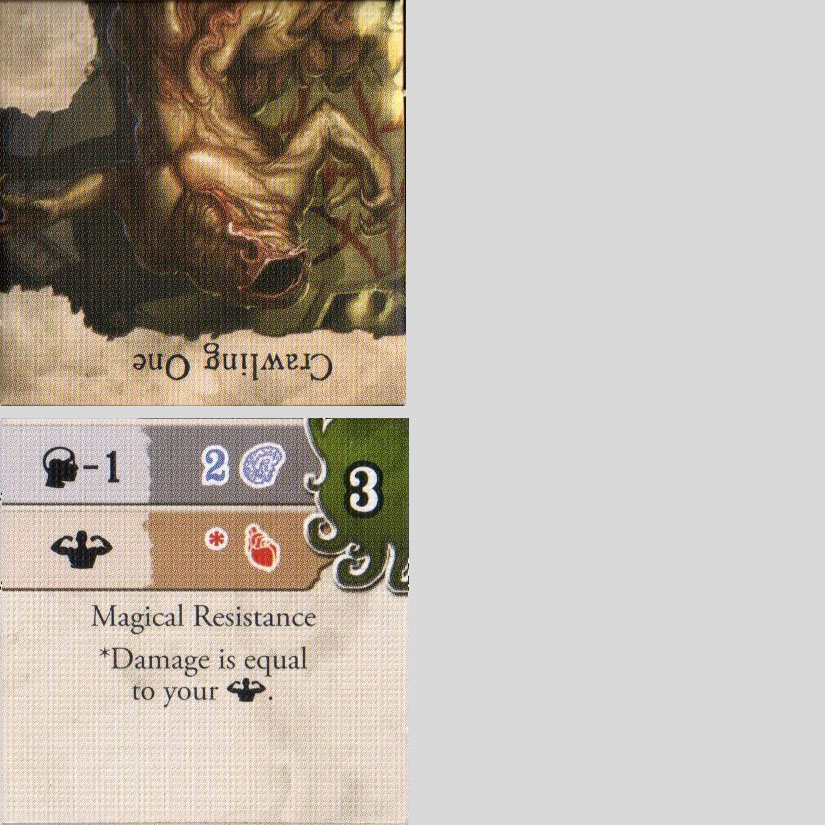 Crawling One
-1 2 3
*
Magical Resistance
*Damage is equal
to your .